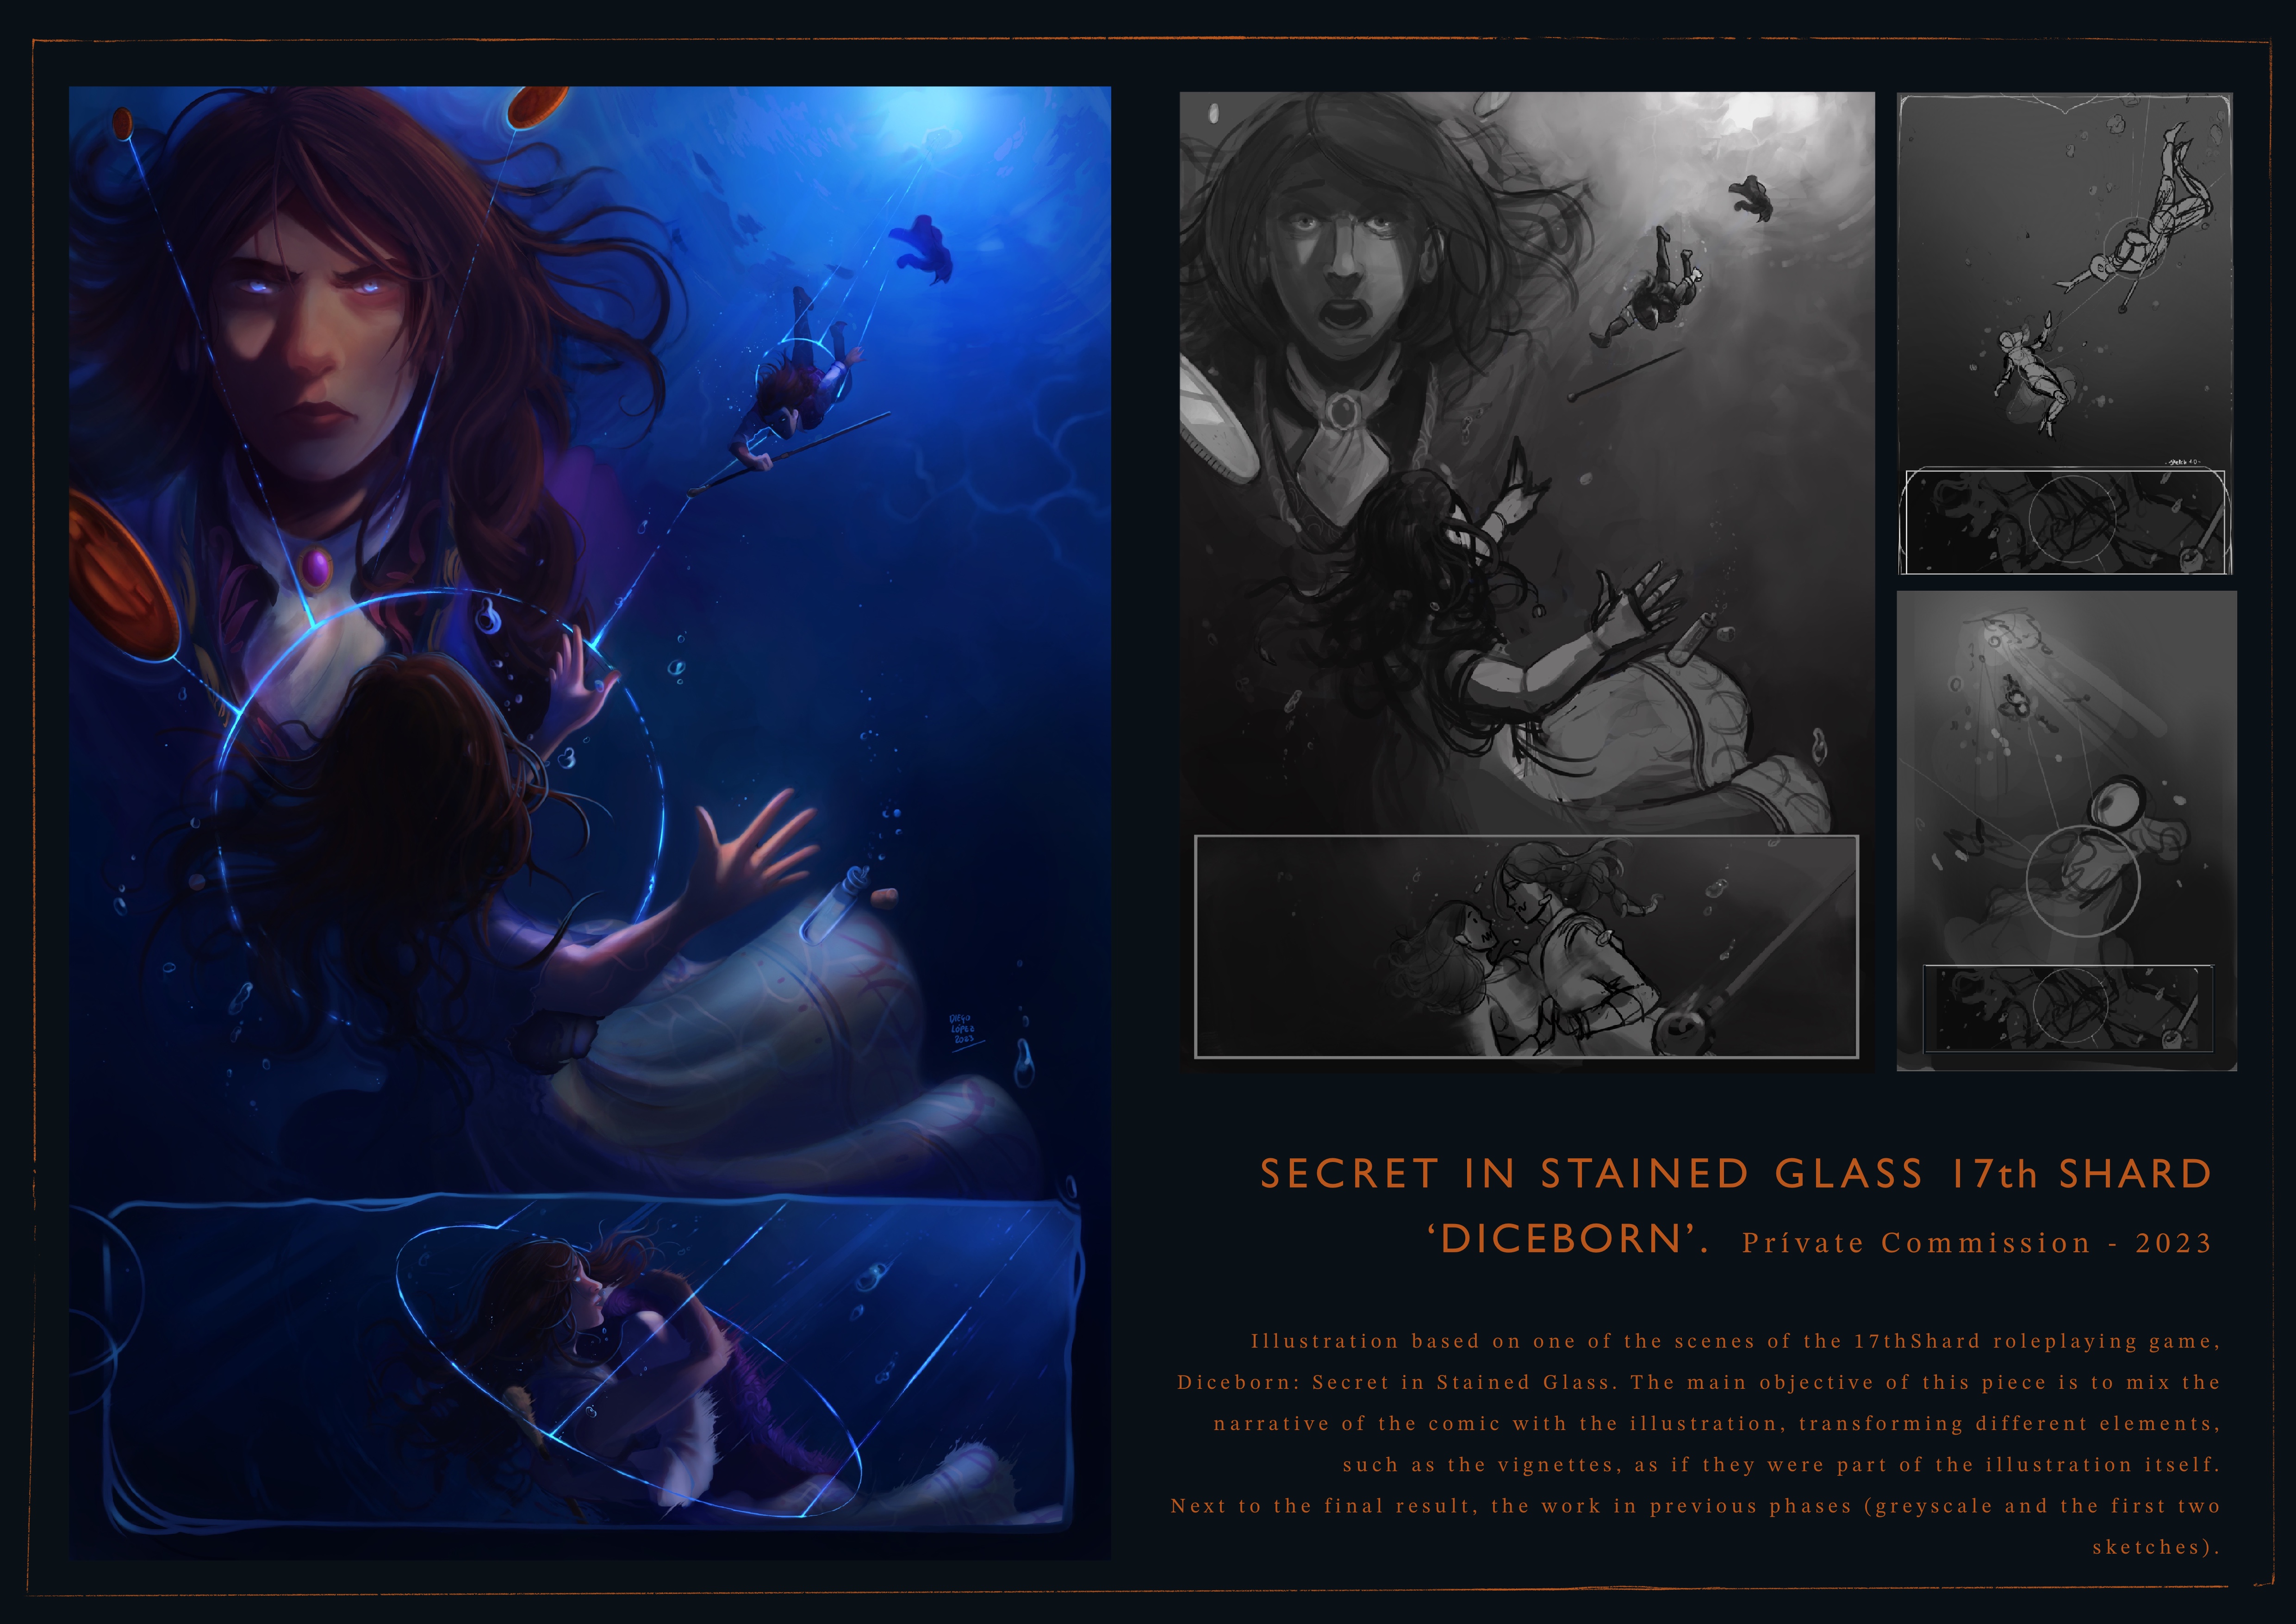 - Sketch 2.0 -
DIEGO
LÓPEZ
2023
SECRET IN STAINED GLASS 17th SHARD
‘DICEBORN’. Prívate Commission - 2023
Illustration based on one of the scenes of the 17thShard roleplaying game,
Diceborn: Secret in Stained Glass. The main objective of this piece is to mix the
narrative of the comic with the illustration, transforming different elements,
such as the vignettes, as if they were part of the illustration itself.
Next to the final result, the work in previous phases (greyscale and the first two
sketches).